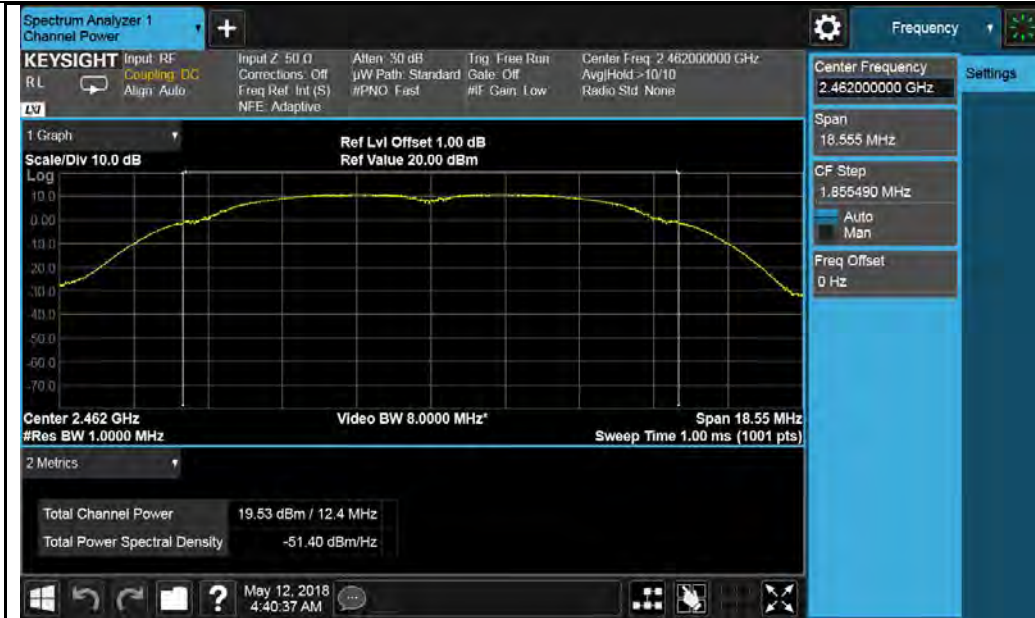 Spectrum Analyzer 1
Channel Power
+
Frequency
KEYSIGHT
RL
LXI
Input: RF
Coupling: DC
Align: Auto
Input Z: 50 Ω
Corrections: Off
Freq Ref: Int (S)
NFE: Adaptive
Atten: 30 dB
µW Path: Standard
#PNO: Fast
Trig: Free Run
Gate: Off
#IF Gain: Low
Center Freq: 2.462000000 GHz
Avg|Hold:>10/10
Radio Std: None
Center Frequency
2.462000000 GHz
Settings
Span
18.555 MHz
CF Step
1.855490 MHz
Auto
Man
Freq Offset
0 Hz
1 Graph
Scale/Div 10.0 dB
Ref Lvl Offset 1.00 dB
Ref Value 20.00 dBm
Log
10.0
0.00
-10.0
-20.0
-30.0
-40.0
-50.0
-60.0
-70.0
Center 2.462 GHz
#Res BW 1.0000 MHz
Video BW 8.0000 MHz*
Span 18.55 MHz
Sweep Time 1.00 ms (1001 pts)
2 Metrics
Total Channel Power 19.53 dBm / 12.4 MHz
Total Power Spectral Density -51.40 dBm/Hz
?
May 12, 2018
4:40:37 AM